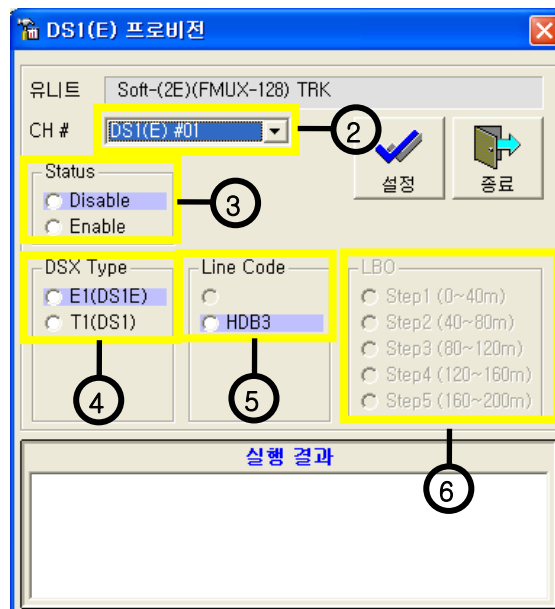 DS1(E) 프로비전
유니트 Soft-(2E)(FMUX-128) TRK
CH # DS1(E) #01
2
설정
종료
Status
Disable
Enable
3
DSX Type
E1(DS1E)
T1(DS1)
4
Line Code
HDB3
5
LBO
Step1 (0~40m)
Step2 (40~80m)
Step3 (80~120m)
Step4 (120~160m)
Step5 (160~200m)
6
실행 결과